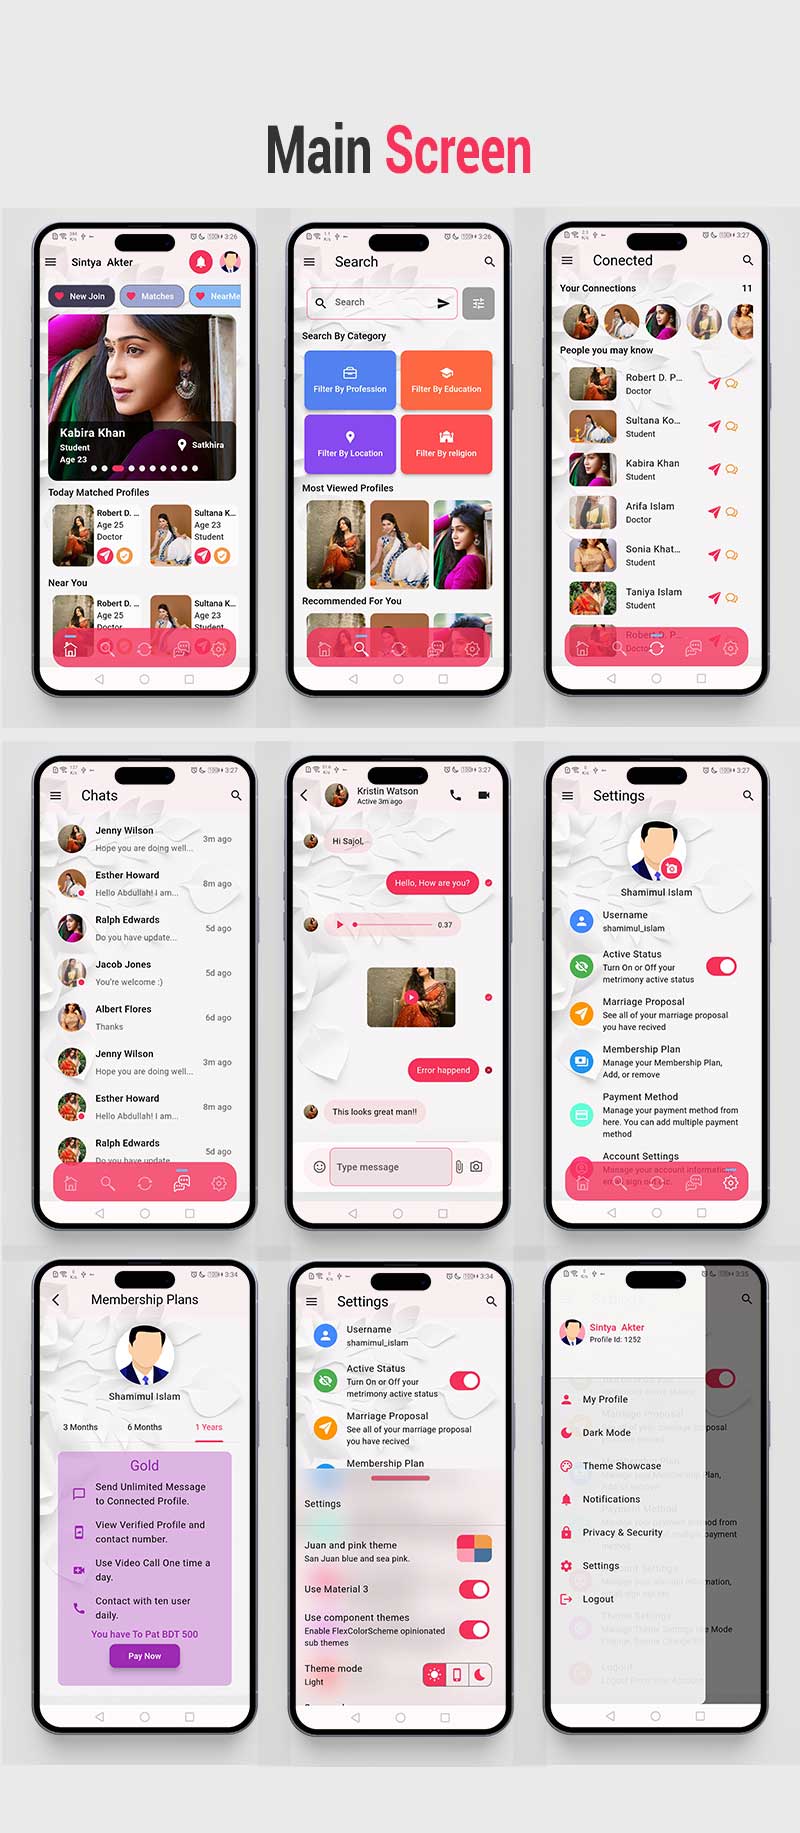 Main Screen
3:26
Sintya Akter
New Join
Matches
NearMe
Kabira Khan
Student
Age 23
Satkhira
Today Matched Profiles
Robert D. ...
Age 25
Doctor
Sultana K...
Age 23
Student
Near You
Robert D. ...
Age 25
Doctor
Sultana K...
Age 23
Student
3:26
Search
Search
Search By Category
Filter By Profession
Filter By Education
Filter By Location
Filter By religion
Most Viewed Profiles
Recommended For You
3:27
Conected
Your Connections
11
People you may know
Robert D. P...
Doctor
Sultana Ko...
Student
Kabira Khan
Student
Arifa Islam
Doctor
Sonia Khat...
Student
Taniya Islam
Student
Robert D. P...
Doctor
3:27
Chats
Jenny Wilson
Hope you are doing well...
3m ago
Esther Howard
Hello Abdullah! I am...
8m ago
Ralph Edwards
Do you have update...
5d ago
Jacob Jones
You're welcome :)
5d ago
Albert Flores
Thanks
6d ago
Jenny Wilson
Hope you are doing well...
3m ago
Esther Howard
Hello Abdullah! I am...
8m ago
Ralph Edwards
Do you have update...
5d ago
3:27
Kristin Watson
Active 3m ago
Hi Sajol,
Hello, How are you?
0.37
Error happend
This looks great man!!
Type message
3:27
Settings
Shamimul Islam
Username
shamimul_islam
Active Status
Turn On or Off your
metrimony active status
Marriage Proposal
See all of your marriage proposal
you have recived
Membership Plan
Manage your Membership Plan,
Add, or remove
Payment Method
Manage your payment method from
here. You can add multiple payment
method
Account Settings
Manage your account information,
3:34
Membership Plans
Shamimul Islam
3 Months
6 Months
1 Years
Gold
Send Unlimited Message
to Connected Profile.
View Verified Profile and
contact number.
Use Video Call One time a
day.
Contact with ten user
daily.
You have To Pat BDT 500
Pay Now
3:34
Settings
Username
shamimul_islam
Active Status
Turn On or Off your
metrimony active status
Marriage Proposal
See all of your marriage proposal
you have recived
Membership Plan
Settings
Juan and pink theme
San Juan blue and sea pink.
Use Material 3
Use component themes
Enable FlexColorScheme opinionated
sub themes
Theme mode
Light
3:35
Sintya Akter
Profile Id: 1252
My Profile
Dark Mode
Theme Showcase
Notifications
Privacy & Security
Settings
Logout